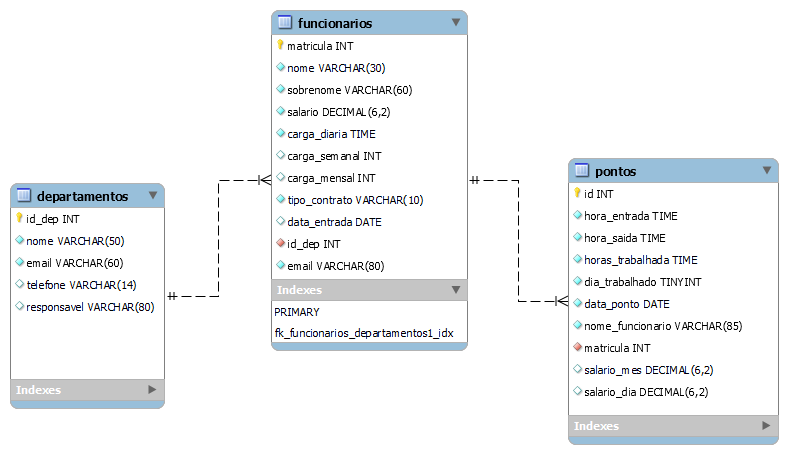 departamentos
id_dep INT
nome VARCHAR(50)
email VARCHAR(60)
telefone VARCHAR(14)
responsavel VARCHAR(80)
Indexes
funcionarios
matricula INT
nome VARCHAR(30)
sobrenome VARCHAR(60)
salario DECIMAL(6,2)
carga_diaria TIME
carga_semanal INT
carga_mensal INT
tipo_contrato VARCHAR(10)
data_entrada DATE
id_dep INT
email VARCHAR(80)
Indexes
PRIMARY
fk_funcionarios_departamentos1_idx
pontos
id INT
hora_entrada TIME
hora_saida TIME
horas_trabalhada TIME
dia_trabalhado TINYINT
data_ponto DATE
nome_funcionario VARCHAR(85)
matricula INT
salario_mes DECIMAL(6,2)
salario_dia DECIMAL(6,2)
Indexes